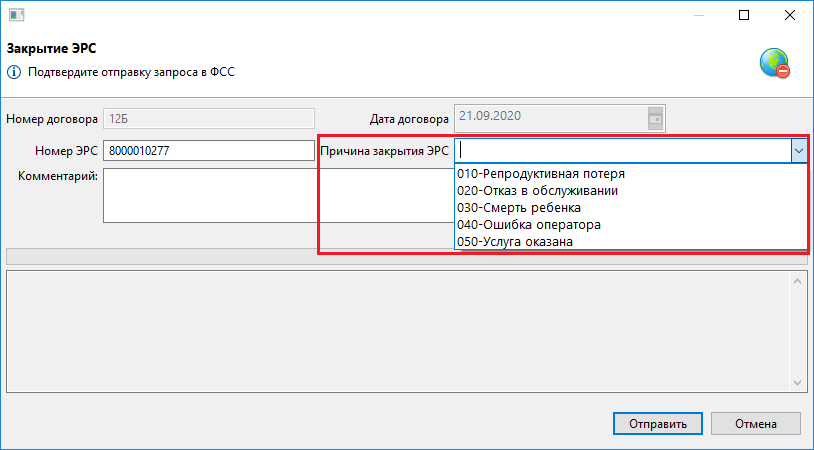 Закрытие ЭРС
Подтвердите отправку запроса в ФСС
Номер договора 12Б Дата договора 21.09.2020
Номер ЭРС 8000010277 Причина закрытия ЭРС
Комментарий:
010-Репродуктивная потеря
020-Отказ в обслуживании
030-Смерть ребенка
040-Ошибка оператора
050-Услуга оказана
Отправить Отмена